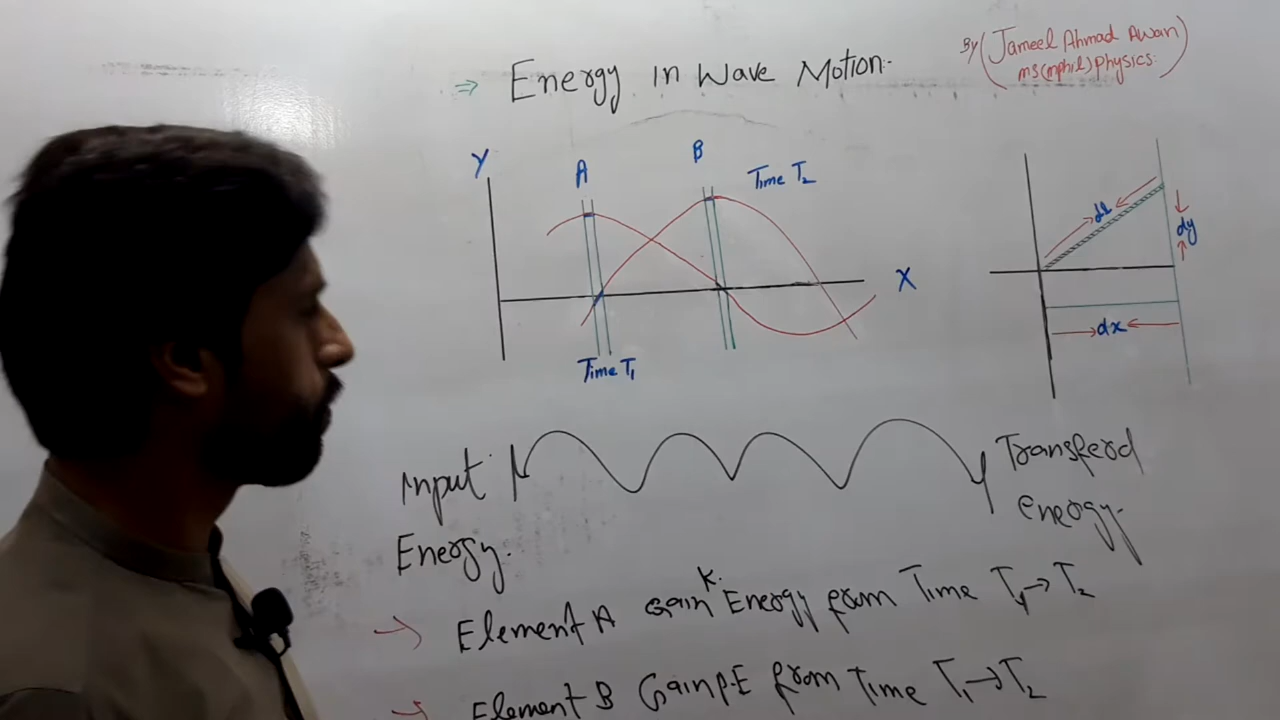 ⇒ Energy in Wave Motion.
By (Jameel Ahmad Awan)
ms(mphil) Physics.
Y
A
B
Time T2
X
Time T1
dl
dy
dx
Input
Energy.
Transferd
energy.
→ Element A Gain K. Energy from Time T1→T2
→ Element B Gain P.E from Time T1→T2